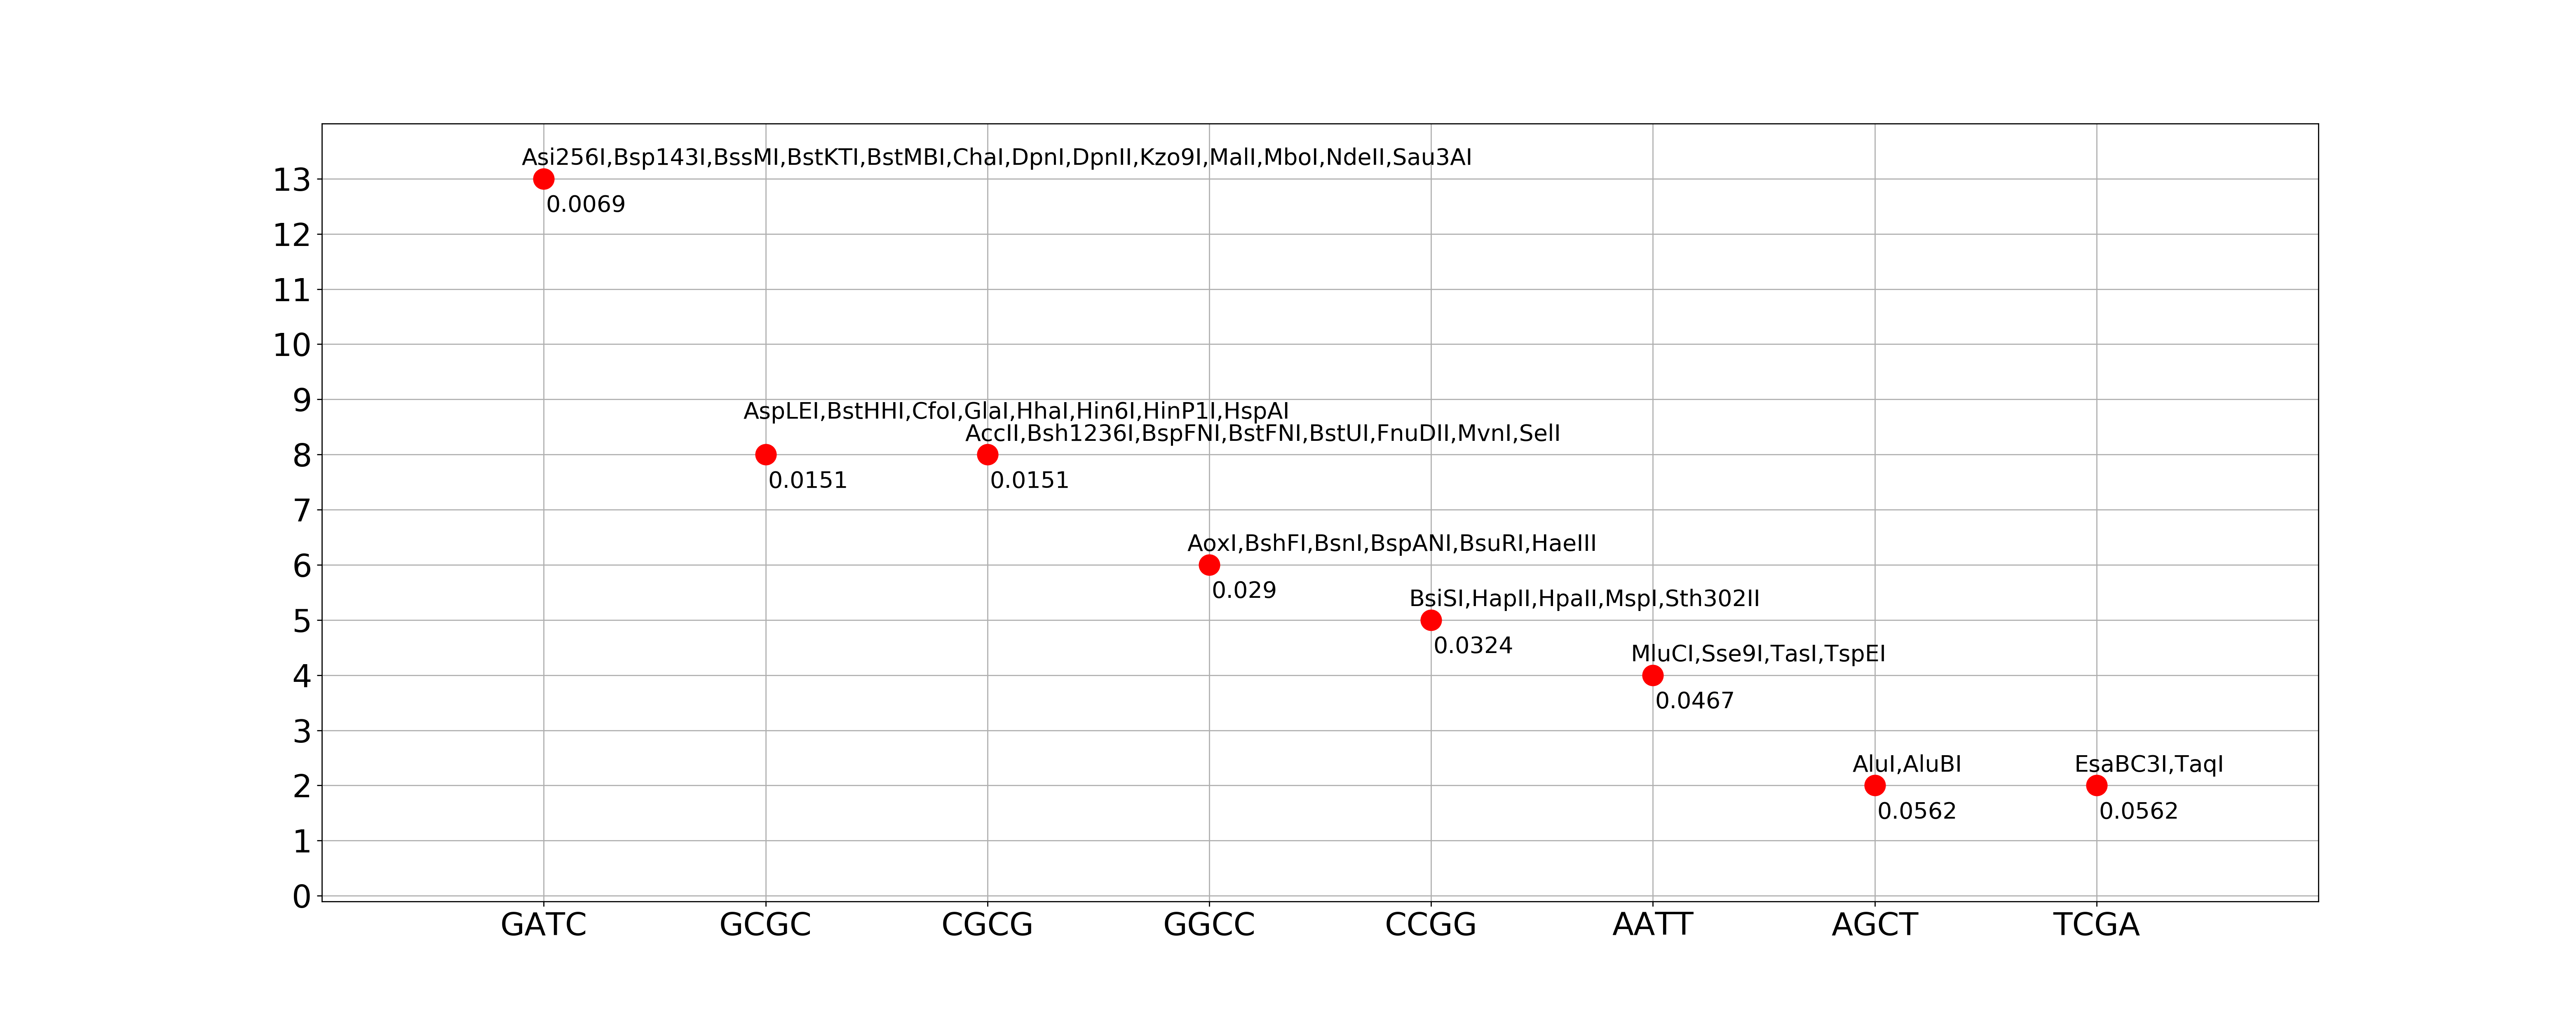 Asi256I,Bsp143I,BssMI,BstKTI,BstMBI,ChaI,DpnI,DpnII,Kzo9I,MalI,MboI,NdeII,Sau3AI
13
0.0069
12
11
10
9
AspLEI,BstHHI,CfoI,GlaI,HhaI,Hin6I,HinP1I,HspAI
AccII,Bsh1236I,BspFNI,BstFNI,BstUI,FnuDII,MvnI,SelI
8
0.0151 0.0151
7
AoxI,BshFI,BsnI,BspANI,BsuRI,HaeIII
6
0.029
BsiSI,HapII,HpaII,MspI,Sth302II
5
0.0324
MluCI,Sse9I,TasI,TspEI
4
0.0467
3
AluI,AluBI EsaBC3I,TaqI
2
0.0562 0.0562
1
0
GATC GCGC CGCG GGCC CCGG AATT AGCT TCGA